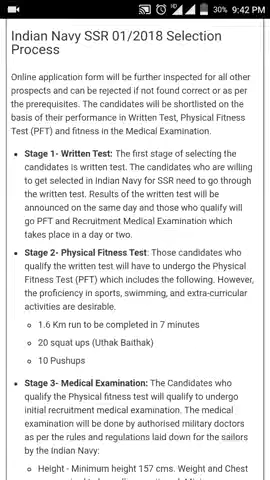 30% 9:42 PM
Indian Navy SSR 01/2018 Selection
Process
Online application form will be further inspected for all other
prospects and can be rejected if not found correct or as per
the prerequisites. The candidates will be shortlisted on the
basis of their performance in Written Test, Physical Fitness
Test (PFT) and fitness in the Medical Examination.
• Stage 1- Written Test: The first stage of selecting the
candidates is written test. The candidates who are willing
to get selected in Indian Navy for SSR need to go through
the written test. Results of the written test will be
announced on the same day and those who qualify will
go PFT and Recruitment Medical Examination which
takes place in a day or two.
• Stage 2- Physical Fitness Test: Those candidates who
qualify the written test will have to undergo the Physical
Fitness Test (PFT) which includes the following. However,
the proficiency in sports, swimming, and extra-curricular
activities are desirable.
○ 1.6 Km run to be completed in 7 minutes
○ 20 squat ups (Uthak Baithak)
○ 10 Pushups
• Stage 3- Medical Examination: The Candidates who
qualify the Physical fitness will qualify to undergo
initial recruitment medical examination. The medical
examination will be done by authorised military doctors
as per the rules and regulations laid down for the sailors
by the Indian Navy:
○ Height - Minimum height 157 cms. Weight and Chest